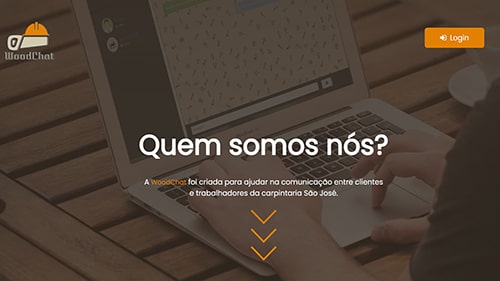 WoodChat
Login
Quem somos nós?
A WoodChat foi criada para ajudar na comunicação entre clientes
e trabalhadores da carpintaria São José.